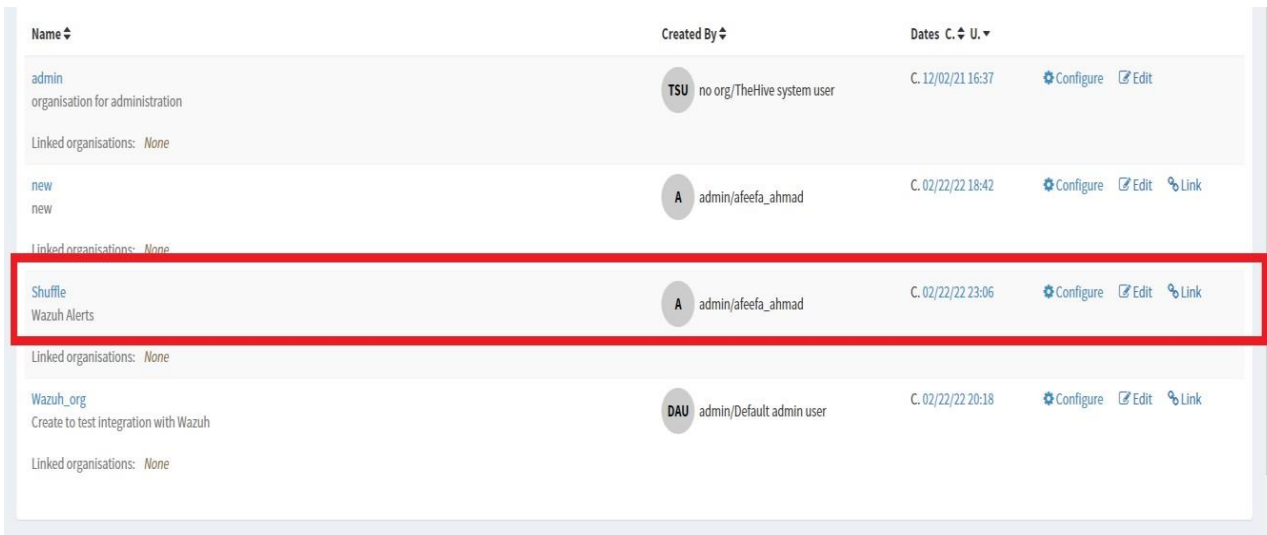 Name Created By Dates C. U.
admin TSU no org/TheHive system user C. 12/02/21 16:37 Configure Edit
organisation for administration
Linked organisations: None
new A admin/afeefa_ahmad C. 02/22/22 18:42 Configure Edit Link
new
Linked organisations: None
Shuffle A admin/afeefa_ahmad C. 02/22/22 23:06 Configure Edit Link
Wazuh Alerts
Linked organisations: None
Wazuh_org DAU admin/Default admin user C. 02/22/22 20:18 Configure Edit Link
Create to test integration with Wazuh
Linked organisations: None